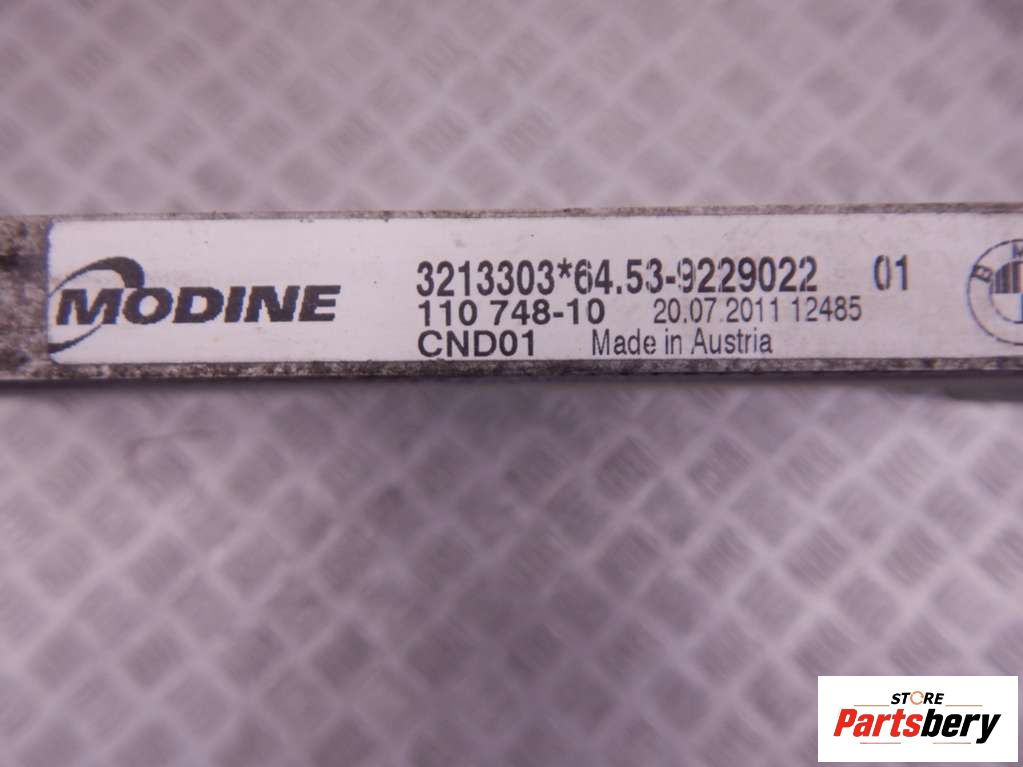 MODINE
3213303*64.53-9229022 01
110 748-10 20.07.2011 12485
CND01 Made in Austria
B M
STORE
Partsbery